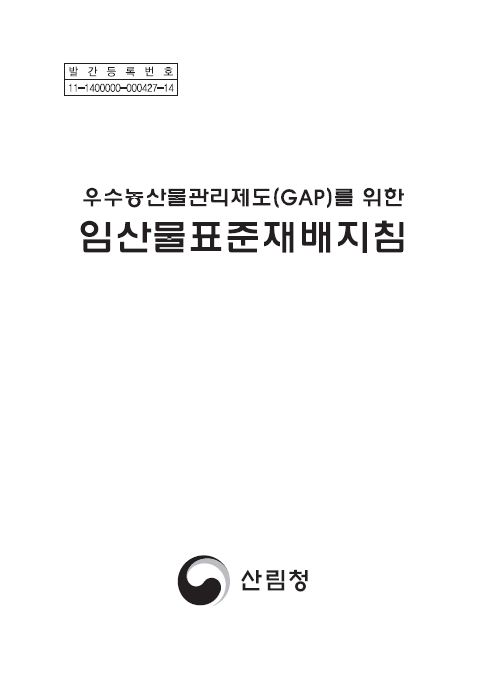 발 간 등 록 번 호
11-1400000-000427-14
우수농산물관리제도(GAP)를 위한
임산물표준재배지침
산림청